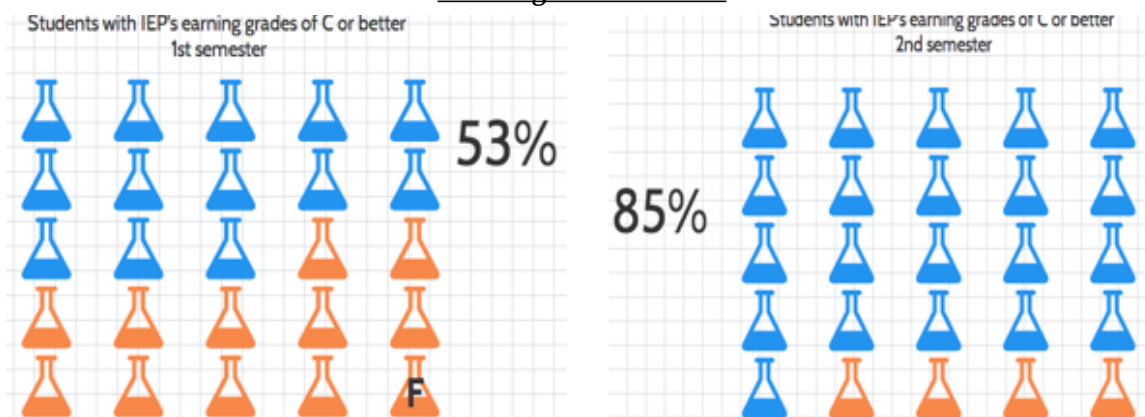 Students with IEP's earning grades of C or better
1st semester
53%
F
Students with IEP's earning grades of C or better
2nd semester
85%